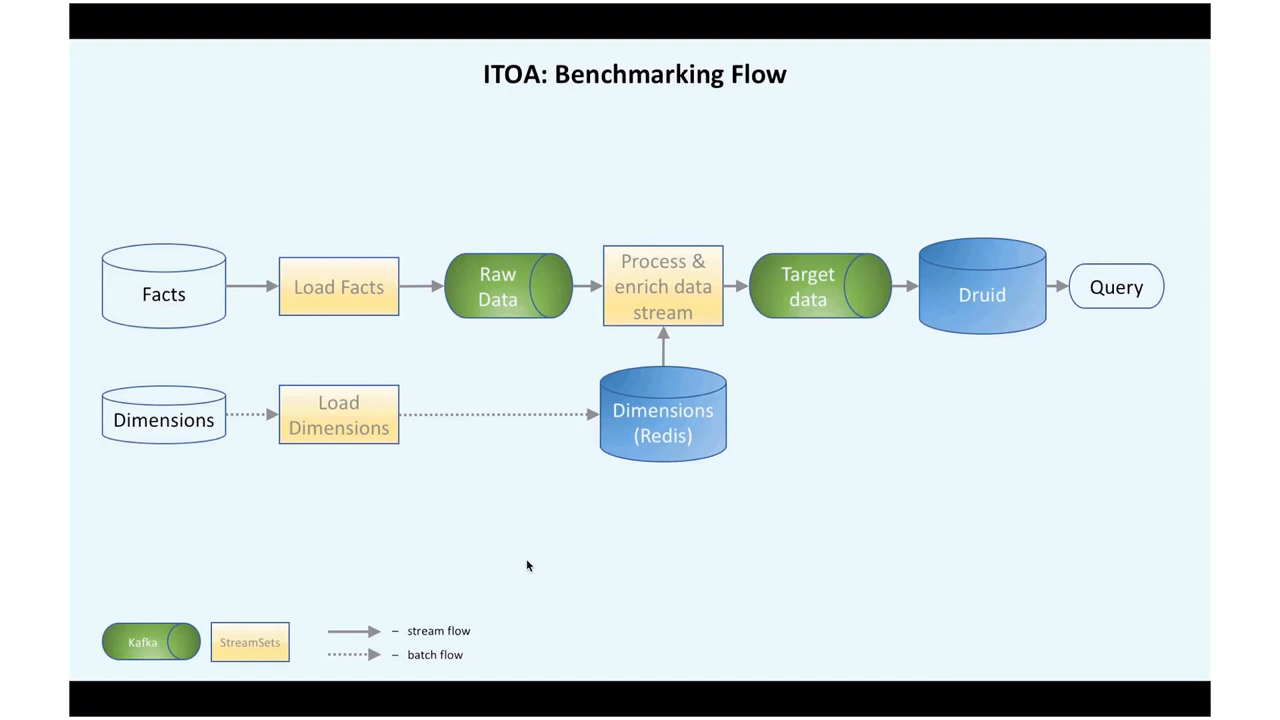 ITOA: Benchmarking Flow
Facts
Load Facts
Raw
Data
Process &
enrich data
stream
Target
data
Druid
Query
Dimensions
Load
Dimensions
Dimensions
(Redis)
Kafka
StreamSets
– stream flow
– batch flow